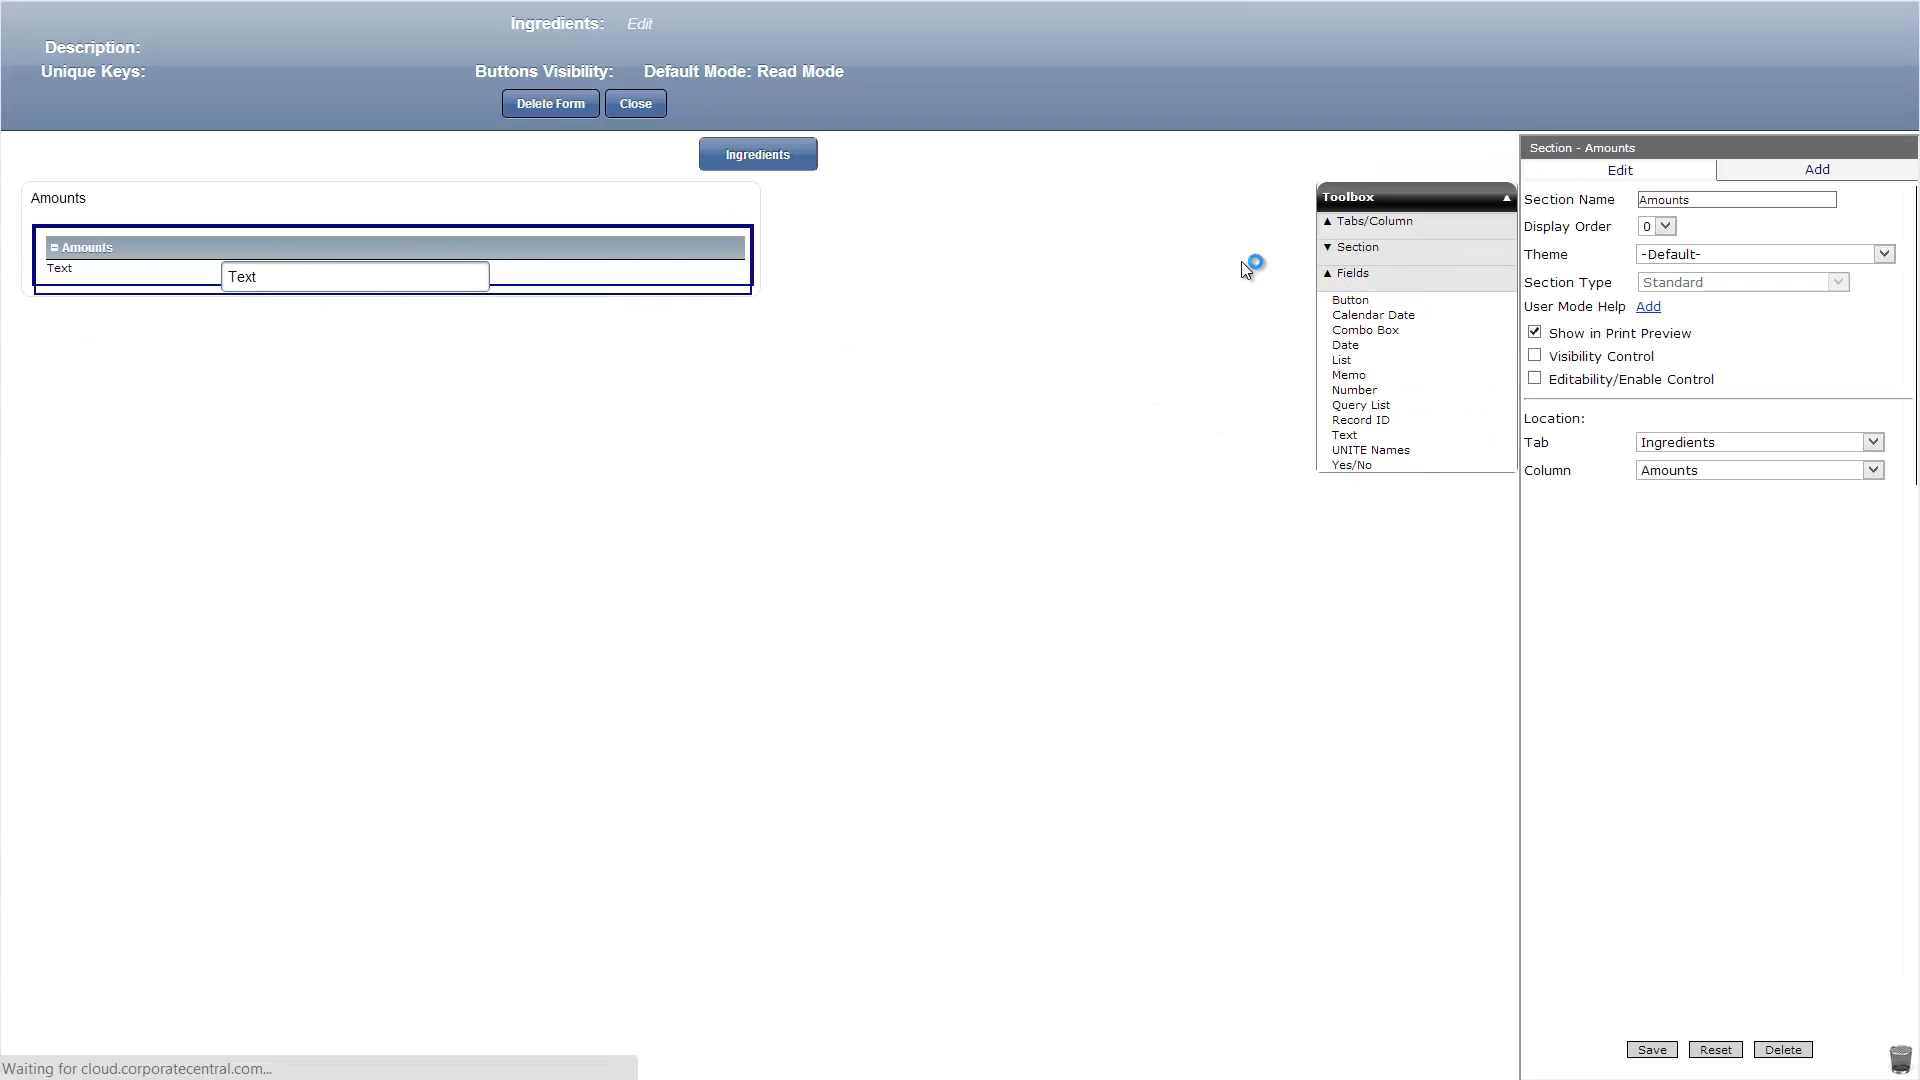 Ingredients: Edit
Description:
Unique Keys:
Buttons Visibility: Default Mode: Read Mode
Delete Form Close
Ingredients
Amounts
Amounts
Text Text
Toolbox
Tabs/Column
Section
Fields
Button
Calendar Date
Combo Box
Date
List
Memo
Number
Query List
Record ID
Text
UNITE Names
Yes/No
Section - Amounts
Edit Add
Section Name Amounts
Display Order 0
Theme -Default-
Section Type Standard
User Mode Help Add
Show in Print Preview
Visibility Control
Editability/Enable Control
Location:
Tab Ingredients
Column Amounts
Save Reset Delete
Waiting for cloud.corporatecentral.com...